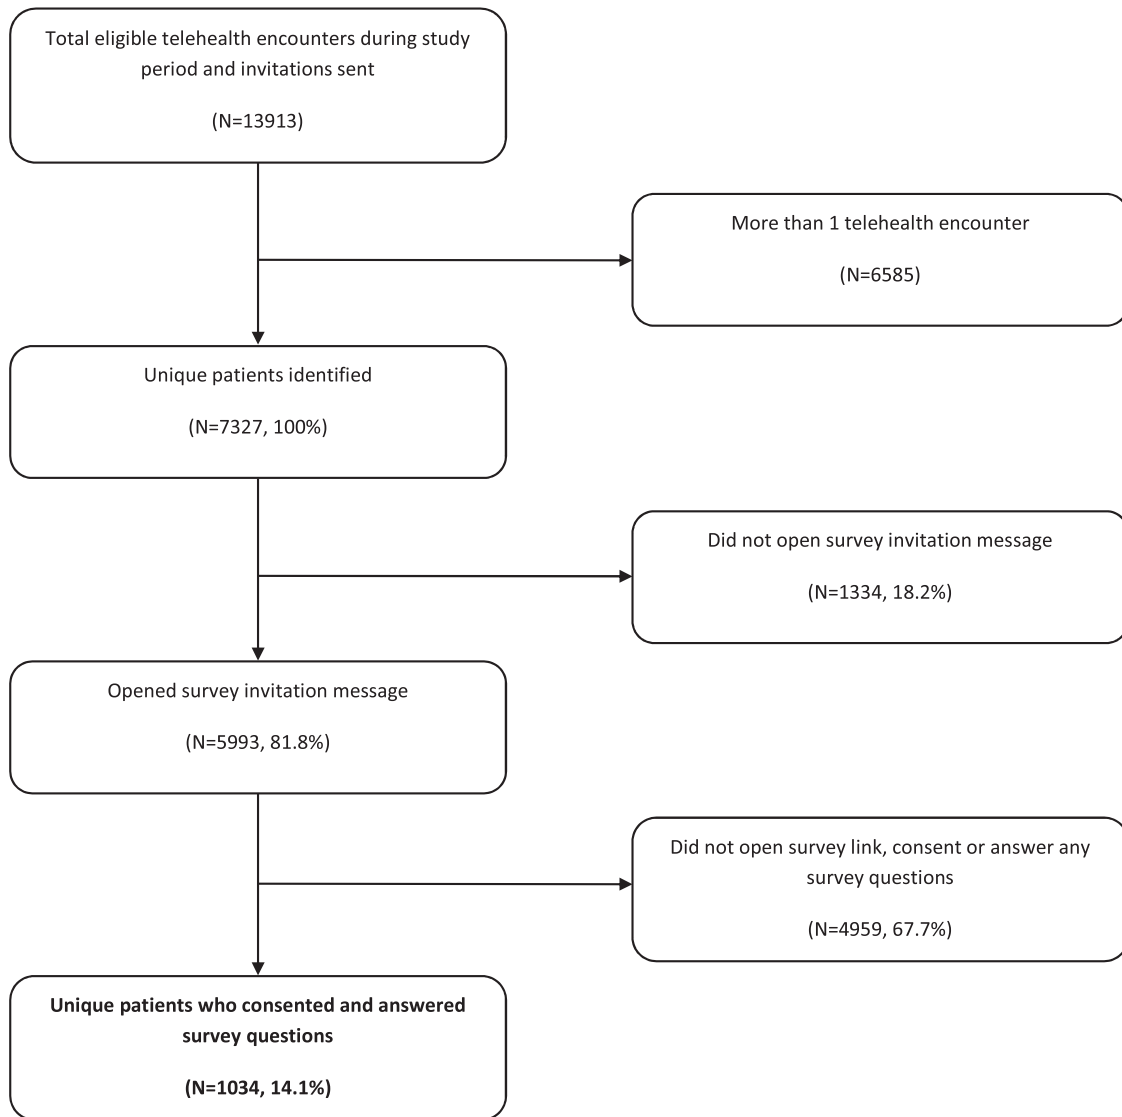 Total eligible telehealth encounters during study
period and invitations sent
(N=13913)
More than 1 telehealth encounter
(N=6585)
Unique patients identified
(N=7327, 100%)
Did not open survey invitation message
(N=1334, 18.2%)
Opened survey invitation message
(N=5993, 81.8%)
Did not open survey link, consent or answer any
survey questions
(N=4959, 67.7%)
Unique patients who consented and answered
survey questions
(N=1034, 14.1%)